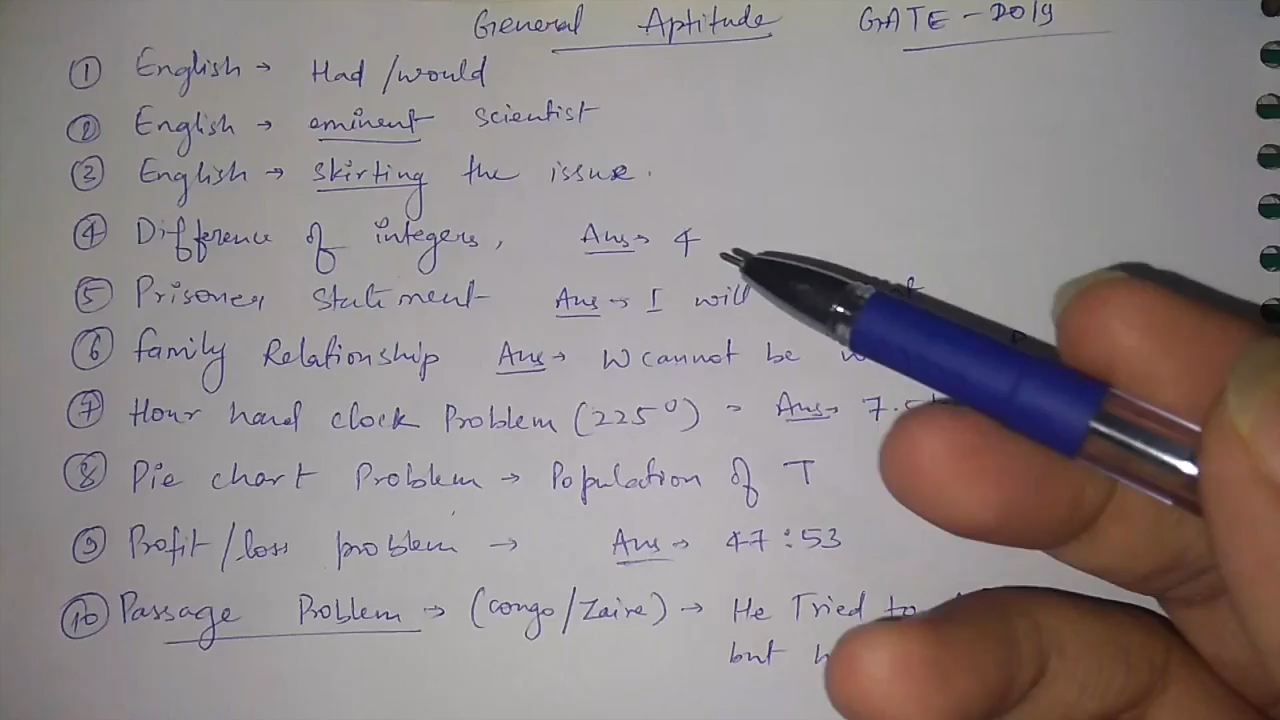 General Aptitude GATE-2019
① English → Had/would
② English → eminent scientist
③ English → skirting the issue.
④ Difference of integers, Ans→ 4
⑤ Prisoner statement Ans→ I will
⑥ family Relationship Ans→ W cannot be
⑦ Hour hand clock Problem (225°) - Ans→ 7.
⑧ Pie chart Problem → Population of T
⑨ Profit/loss problem → Ans→ 47:53
⑩ Passage Problem → (congo/Zaire) → He Tried to
but